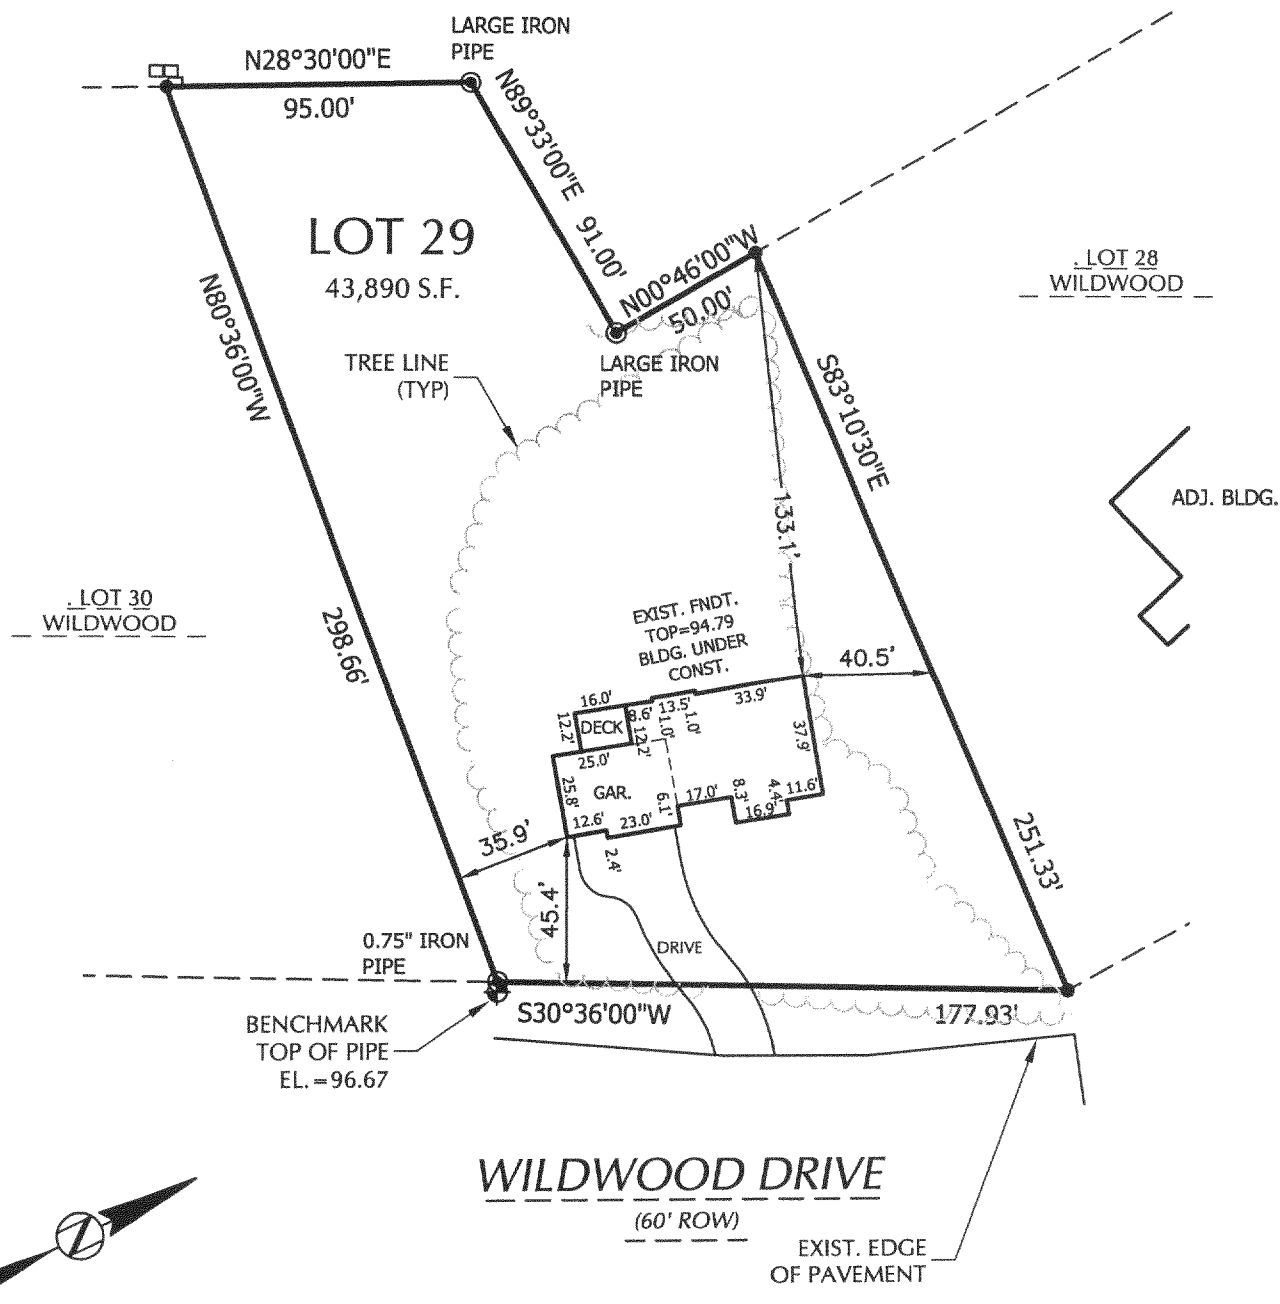 LARGE IRON
PIPE
N28°30'00"E
95.00'
N89°33'00"E 91.00'
LOT 29
43,890 S.F.
N00°46'00"W
50.00'
. LOT 28
WILDWOOD
N80°36'00"W
298.66'
TREE LINE
(TYP)
LARGE IRON
PIPE
S83°10'30"E
251.33'
ADJ. BLDG.
133.1'
. LOT 30
WILDWOOD
EXIST. FNDT.
TOP=94.79
BLDG. UNDER
CONST.
40.5'
16.0'
8.6'
13.5'
33.9'
12.2'
DECK
12.2'
1.0'
1.0'
37.9'
25.0'
25.8'
GAR.
6.1'
17.0'
8.3'
4.4'
11.6'
16.9'
12.6'
23.0'
2.4'
35.9'
45.4'
DRIVE
0.75" IRON
PIPE
S30°36'00"W
177.93'
BENCHMARK
TOP OF PIPE
EL.=96.67
WILDWOOD DRIVE
(60' ROW)
EXIST. EDGE
OF PAVEMENT
Z